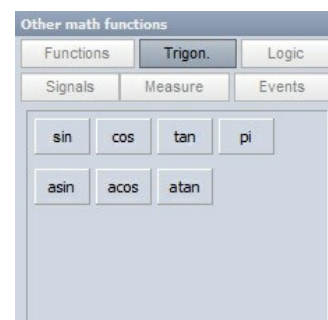 Other math functions
Functions Trigon. Logic
Signals Measure Events
sin cos tan pi
asin acos atan